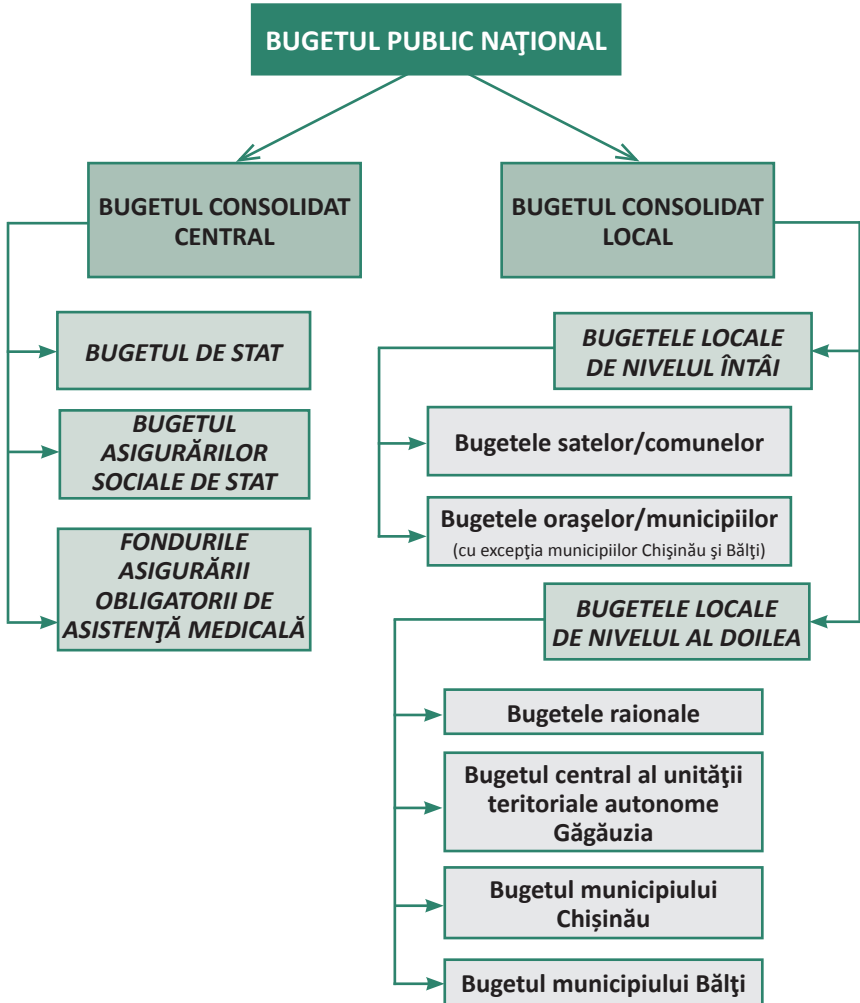 BUGETUL PUBLIC NAŢIONAL
BUGETUL CONSOLIDAT
CENTRAL
BUGETUL DE STAT
BUGETUL
ASIGURĂRILOR
SOCIALE DE STAT
FONDURILE
ASIGURĂRII
OBLIGATORII DE
ASISTENŢĂ MEDICALĂ
BUGETUL CONSOLIDAT
LOCAL
BUGETELE LOCALE
DE NIVELUL ÎNTÂI
Bugetele satelor/comunelor
Bugetele oraşelor/municipiilor
(cu excepţia municipiilor Chişinău şi Bălţi)
BUGETELE LOCALE
DE NIVELUL AL DOILEA
Bugetele raionale
Bugetul central al unităţii
teritoriale autonome
Găgăuzia
Bugetul municipiului
Chișinău
Bugetul municipiului Bălţi